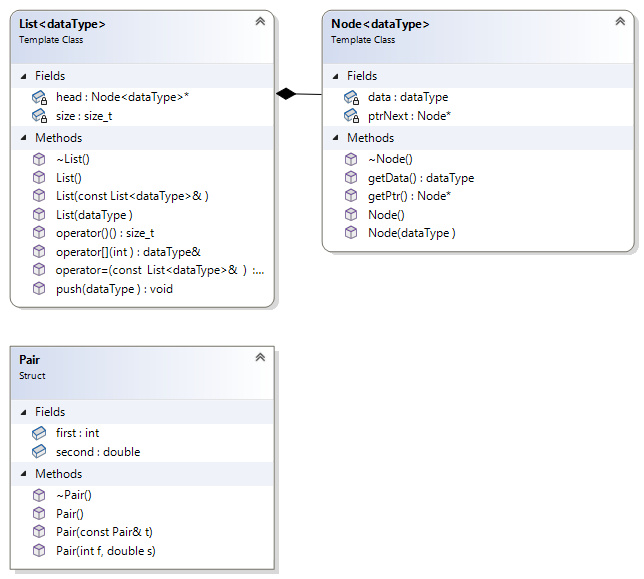 List<dataType>
Template Class
Fields
head : Node<dataType>*
size : size_t
Methods
~List()
List()
List(const List<dataType>& )
List(dataType )
operator()() : size_t
operator[](int ) : dataType&
operator=(const List<dataType>& ) :...
push(dataType ) : void
Node<dataType>
Template Class
Fields
data : dataType
ptrNext : Node*
Methods
~Node()
getData() : dataType
getPtr() : Node*
Node()
Node(dataType )
Pair
Struct
Fields
first : int
second : double
Methods
~Pair()
Pair()
Pair(const Pair& t)
Pair(int f, double s)